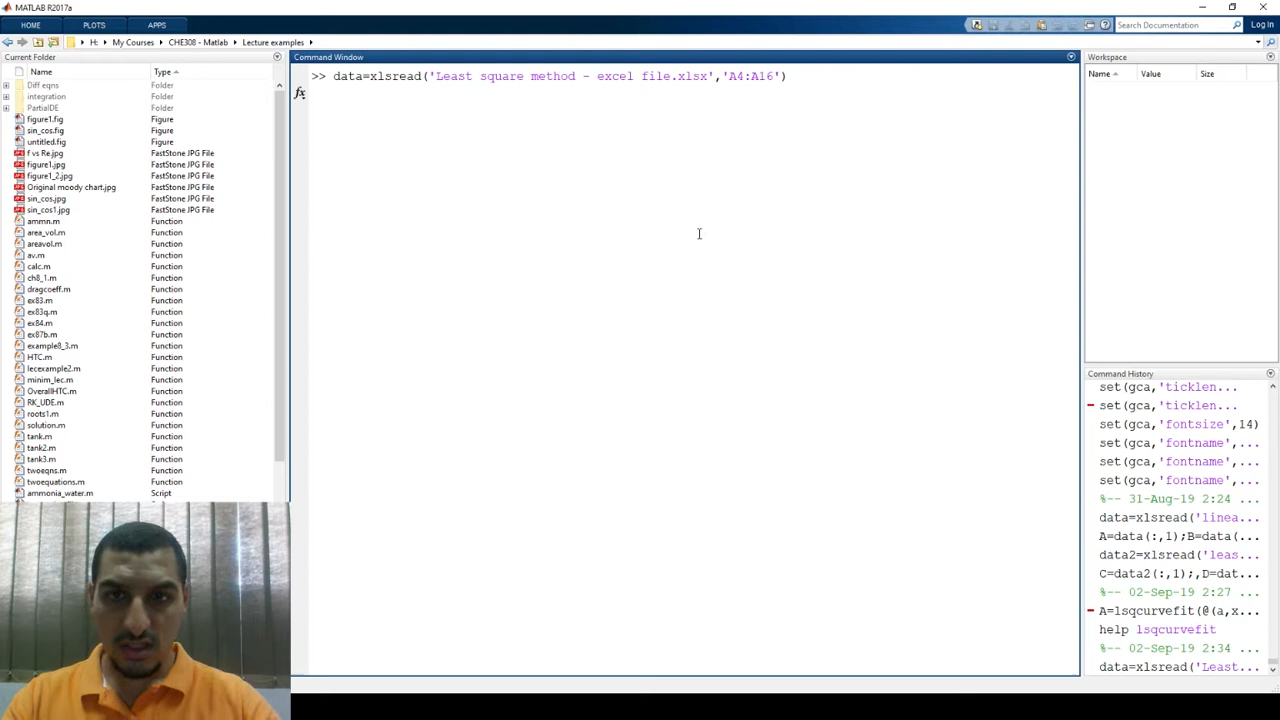 MATLAB R2017a
HOME PLOTS APPS Search Documentation Log In
H: My Courses CHE308 - Matlab Lecture examples
Current Folder
Name Type
Diff eqns Folder
integration Folder
PartialDE Folder
figure1.fig Figure
sin_cos.fig Figure
untitled.fig Figure
f vs Re.jpg FastStone JPG File
figure1.jpg FastStone JPG File
figure1_2.jpg FastStone JPG File
Original moody chart.jpg FastStone JPG File
sin_cos.jpg FastStone JPG File
sin_cos1.jpg FastStone JPG File
ammn.m Function
area_vol.m Function
areavol.m Function
av.m Function
calc.m Function
ch8_1.m Function
dragcoeff.m Function
ex83.m Function
ex83q.m Function
ex84.m Function
ex87b.m Function
example8_3.m Function
HTC.m Function
lecexample2.m Function
minim_lec.m Function
OverallHTC.m Function
RK_UDE.m Function
roots1.m Function
solution.m Function
tank.m Function
tank2.m Function
tank3.m Function
twoeqns.m Function
twoequations.m Function
ammonia_water.m Script
Command Window
>> data=xlsread('Least square method - excel file.xlsx','A4:A16')
fx
Workspace
Name Value Size
Command History
set(gca,'ticklen...
set(gca,'ticklen...
set(gca,'fontsize',14)
set(gca,'fontname',...
set(gca,'fontname',...
set(gca,'fontname',...
%-- 31-Aug-19 2:24 ...
data=xlsread('linea...
A=data(:,1);B=data(...
data2=xlsread('leas...
C=data2(:,1);,D=dat...
%-- 02-Sep-19 2:27 ...
A=lsqcurvefit(@(a,x...
help lsqcurvefit
%-- 02-Sep-19 2:34 ...
data=xlsread('Least...